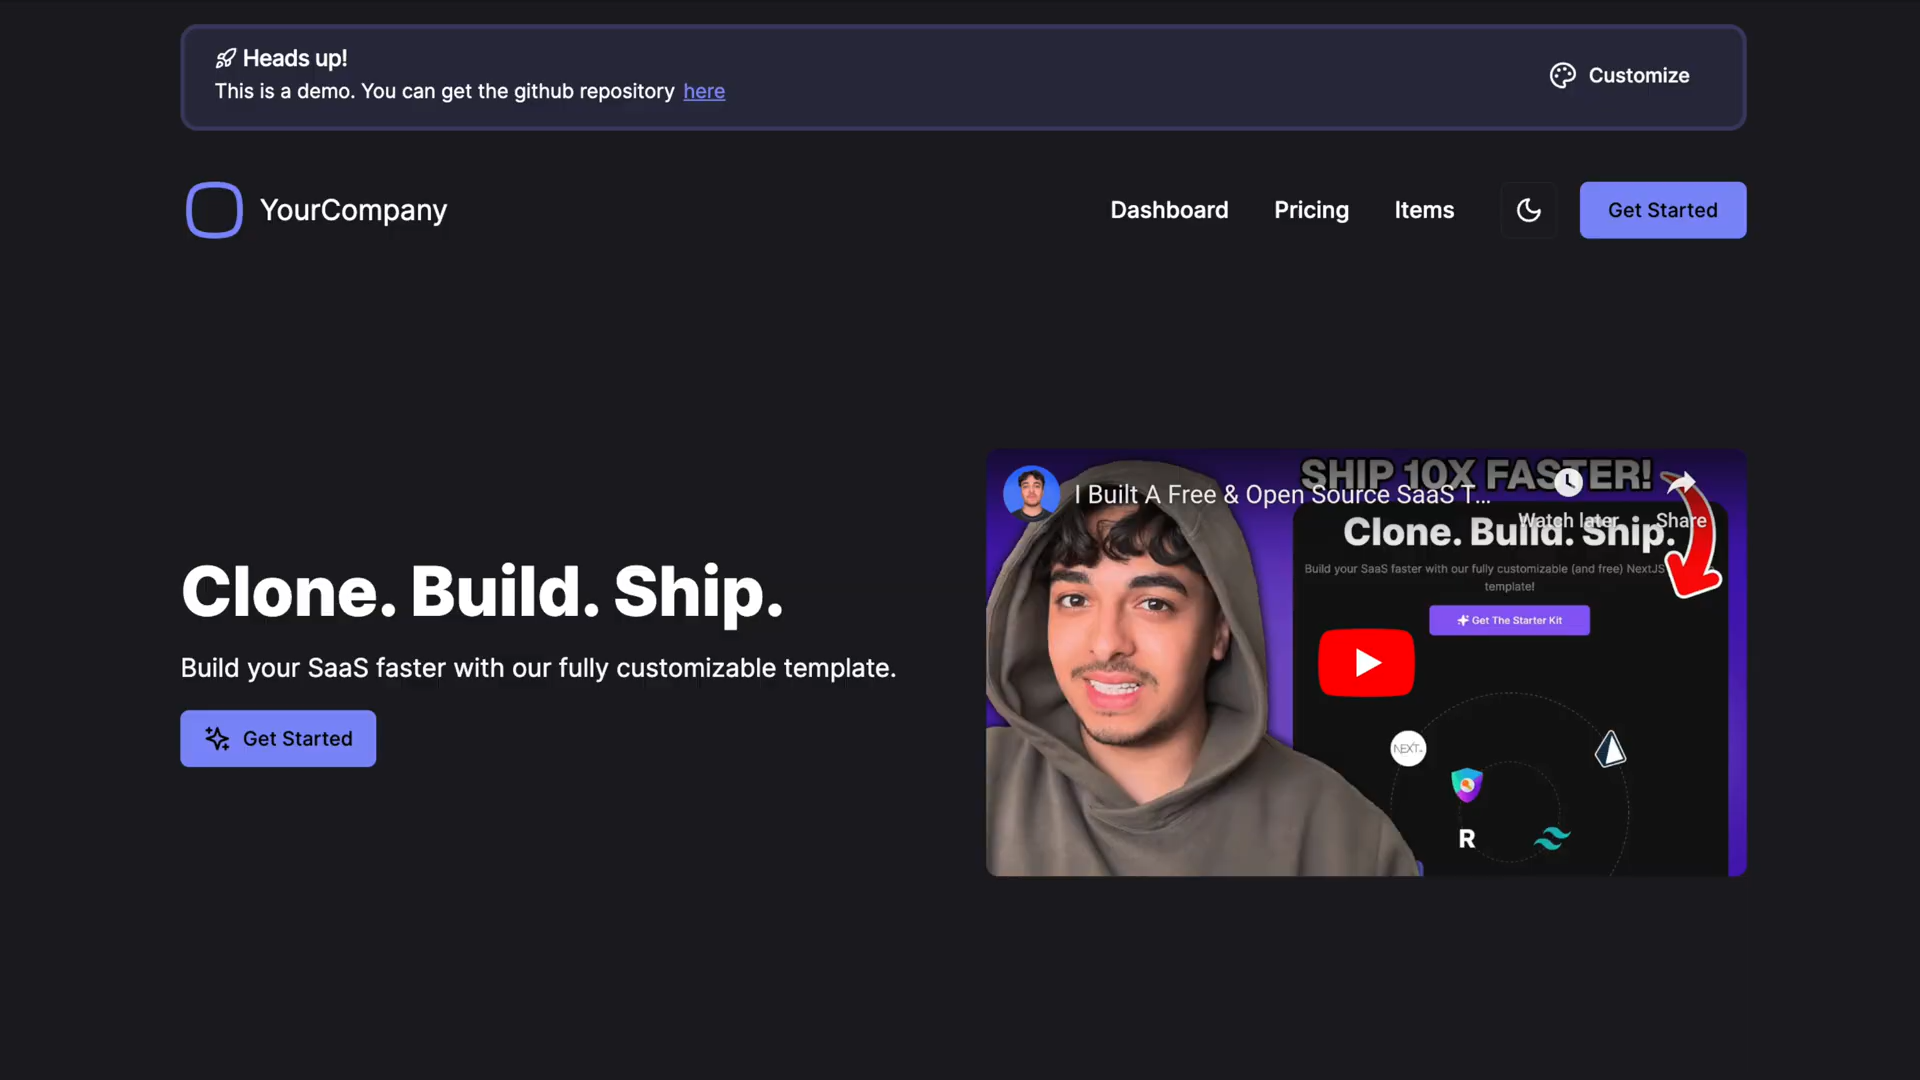 Heads up!
This is a demo. You can get the github repository here
Customize
YourCompany
Dashboard
Pricing
Items
Get Started
Clone. Build. Ship.
Build your SaaS faster with our fully customizable template.
Get Started
SHIP 10X FASTER!
I Built A Free & Open Source SaaS T...
Watch later
Share
Clone. Build. Ship.
Build your SaaS faster with our fully customizable (and free) NextJS
template!
Get The Starter Kit
NEXT
R